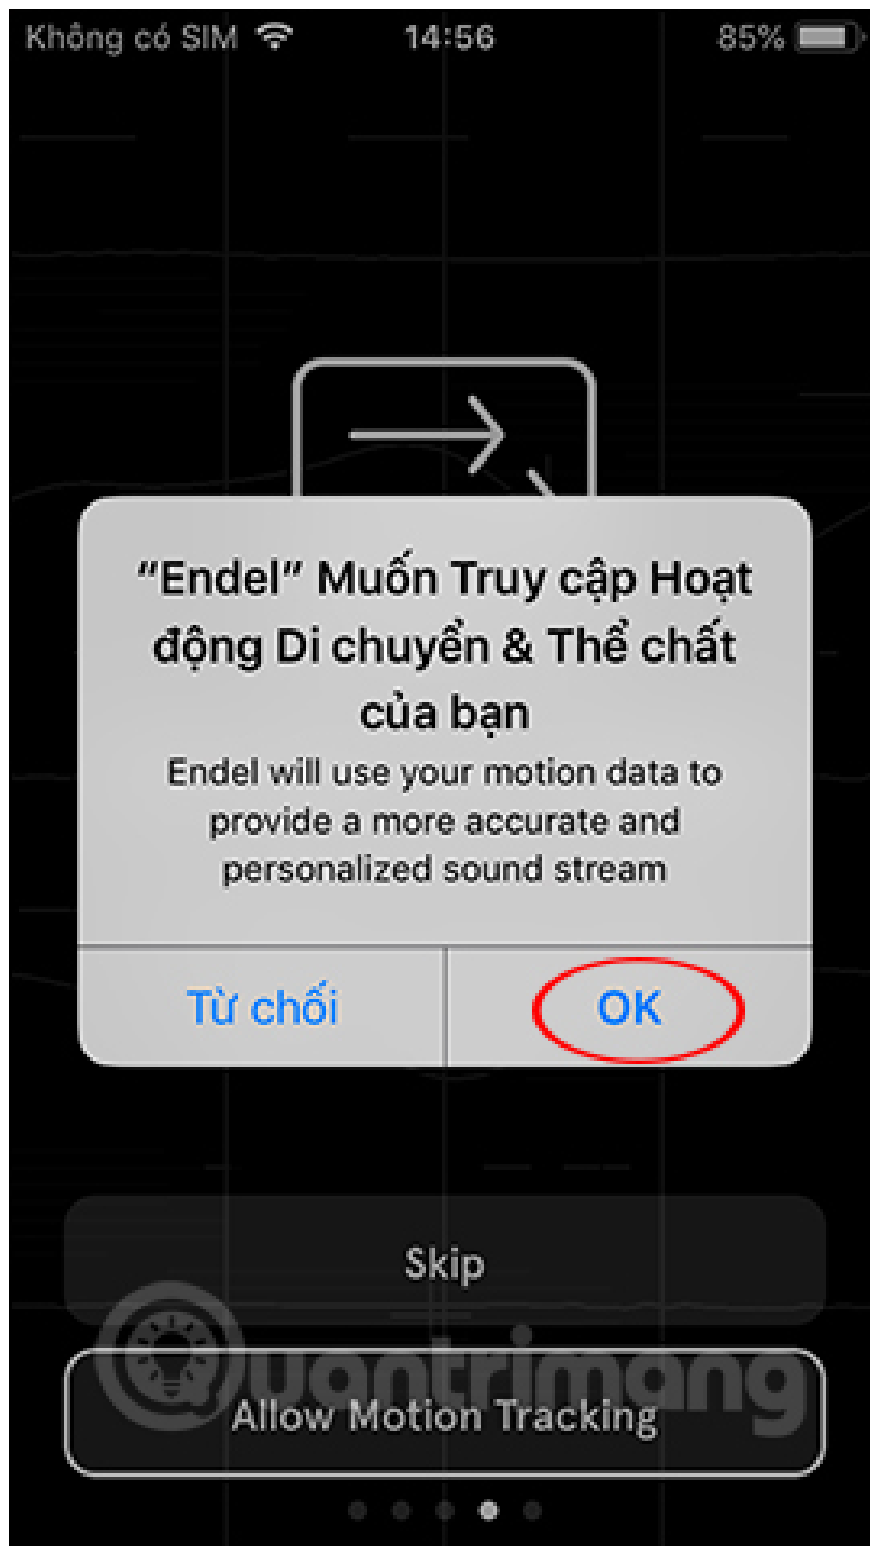 Không có SIM 14:56 85%
“Endel” Muốn Truy cập Hoạt
động Di chuyển & Thể chất
của bạn
Endel will use your motion data to
provide a more accurate and
personalized sound stream
Từ chối OK
Skip
Quantrimang
Allow Motion Tracking